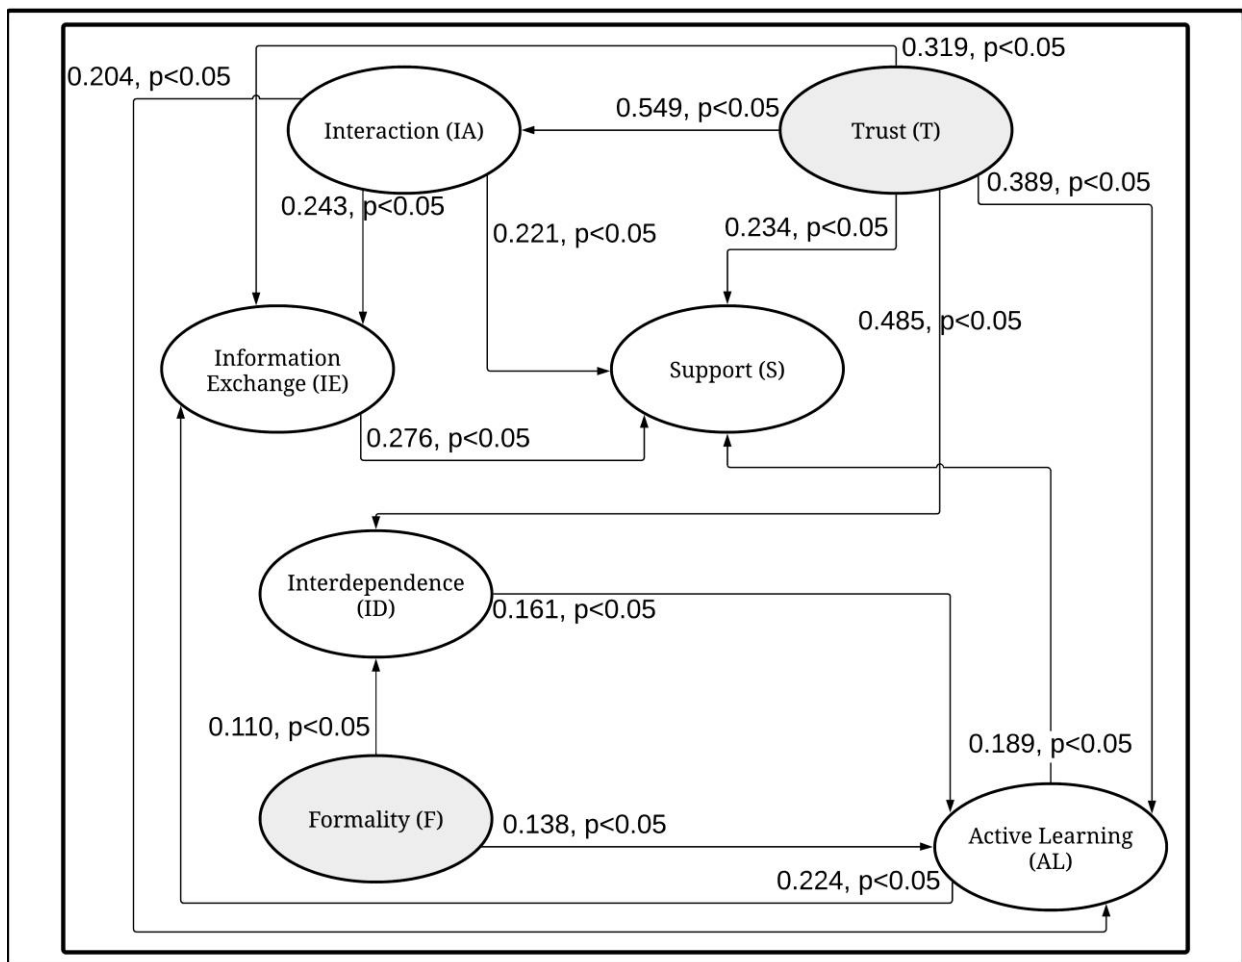 0.319, p<0.05
0.204, p<0.05
0.549, p<0.05
Interaction (IA)
Trust (T)
0.389, p<0.05
0.243, p<0.05
0.221, p<0.05
0.234, p<0.05
0.485, p<0.05
Information
Exchange (IE)
Support (S)
0.276, p<0.05
Interdependence
(ID)
0.161, p<0.05
0.110, p<0.05
0.189, p<0.05
Formality (F)
0.138, p<0.05
Active Learning
(AL)
0.224, p<0.05